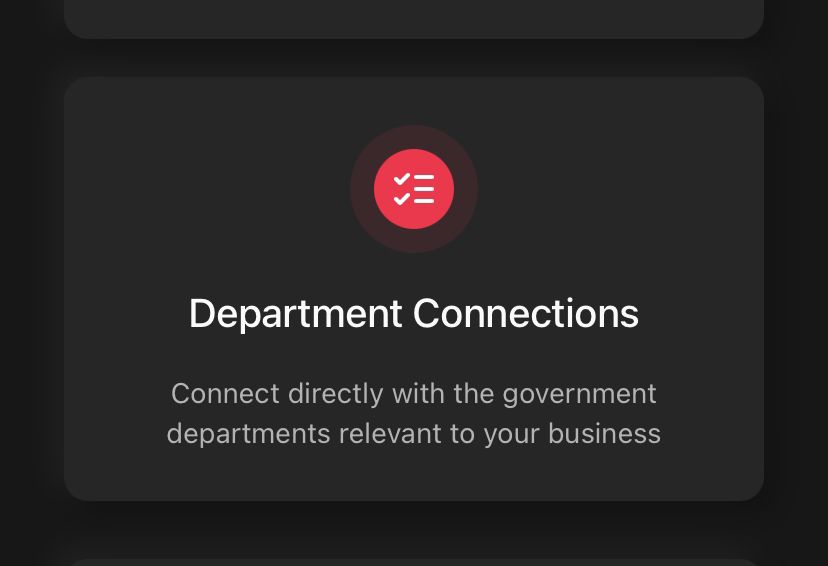 Department Connections
Connect directly with the government
departments relevant to your business